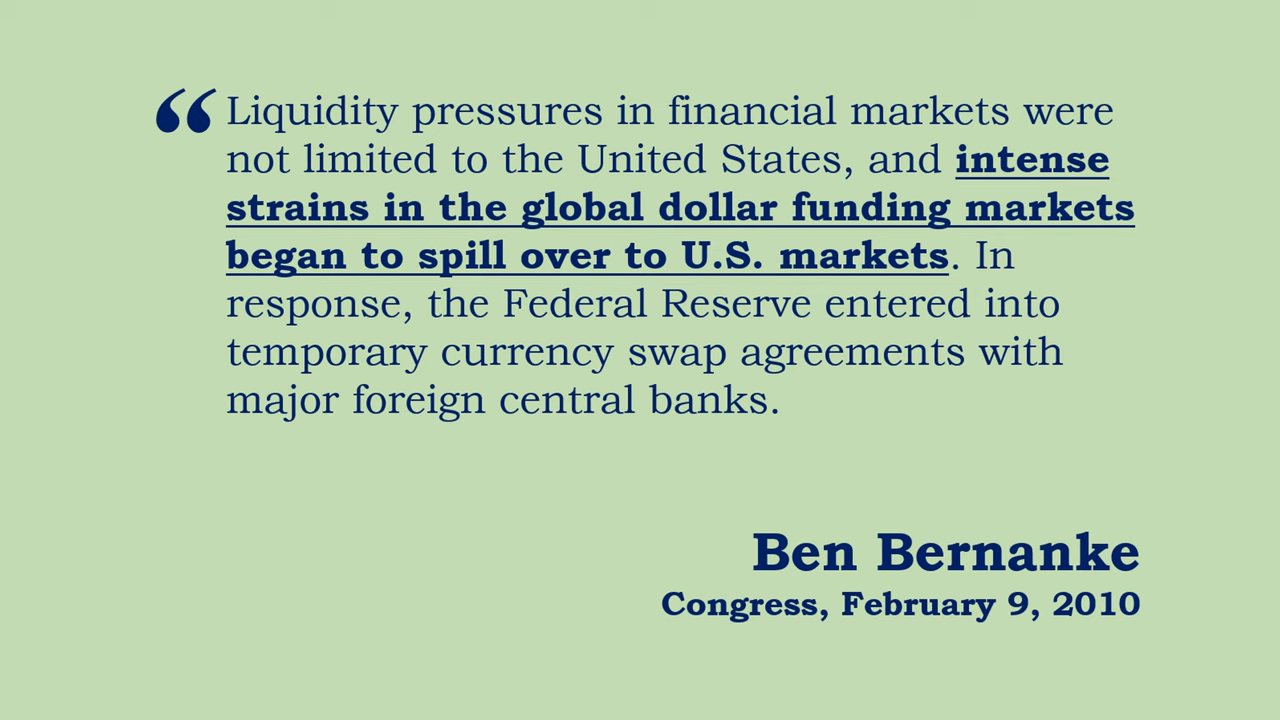 “Liquidity pressures in financial markets were
not limited to the United States, and intense
strains in the global dollar funding markets
began to spill over to U.S. markets. In
response, the Federal Reserve entered into
temporary currency swap agreements with
major foreign central banks.
Ben Bernanke
Congress, February 9, 2010